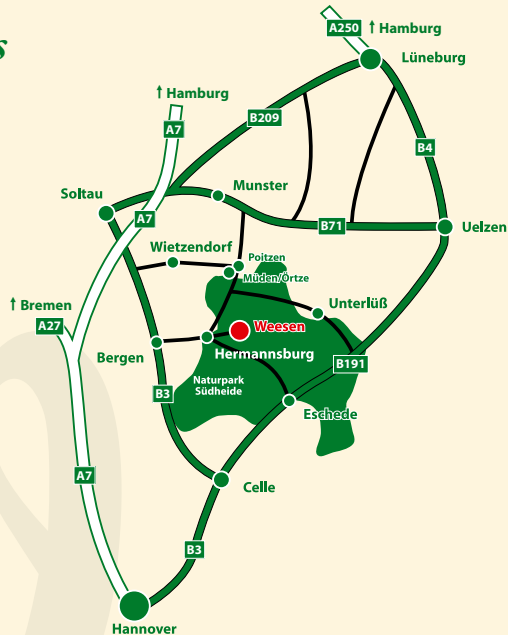 A250
↑ Hamburg
s
Lüneburg
↑ Hamburg
B209
A7
B4
Soltau
Munster
A7
B71
Uelzen
Wietzendorf
Poitzen
Müden/Örtze
↑ Bremen
Unterlüß
A27
Weesen
Bergen
Hermannsburg
B191
Naturpark
Südheide
B3
Eschede
A7
Celle
B3
Hannover